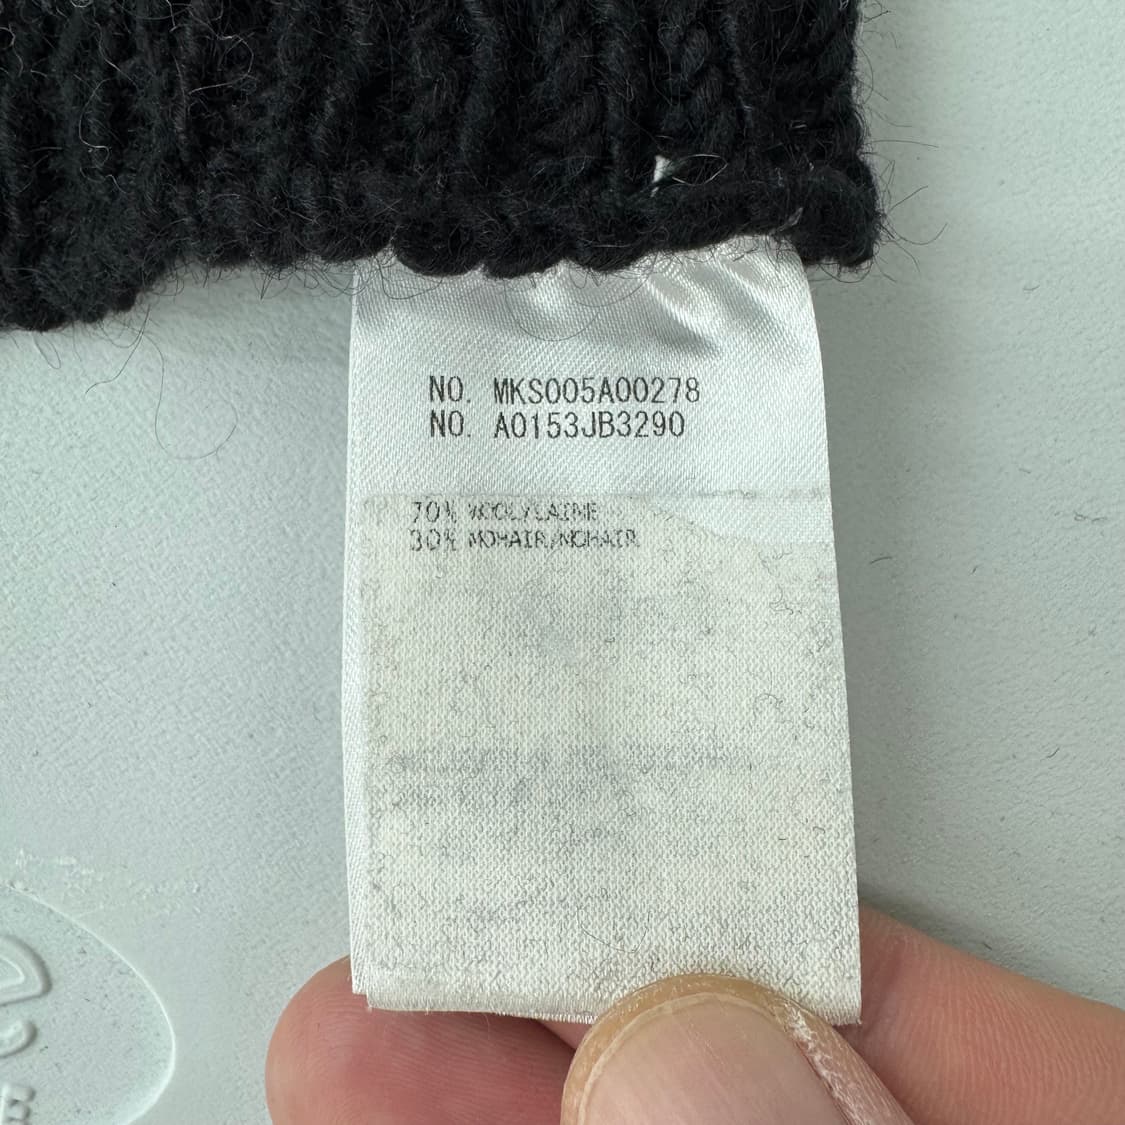 NO. MKS005A00278
NO. A0153JB3290
70% WOOL/LAINE
30% MOHAIR/MOHAIR